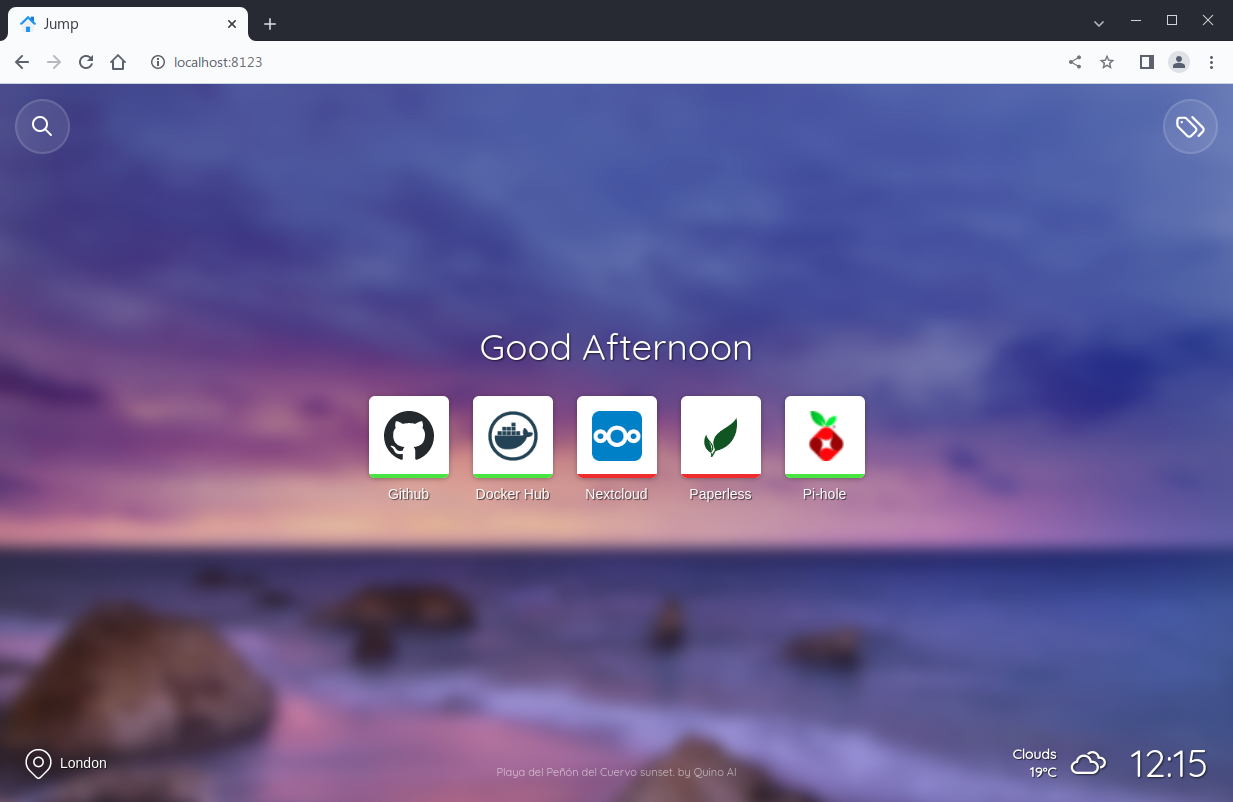 Jump
localhost:8123
Good Afternoon
Github
Docker Hub
Nextcloud
Paperless
Pi-hole
London
Playa del Peñón del Cuervo sunset. by Quino Al
Clouds
19°C
12:15